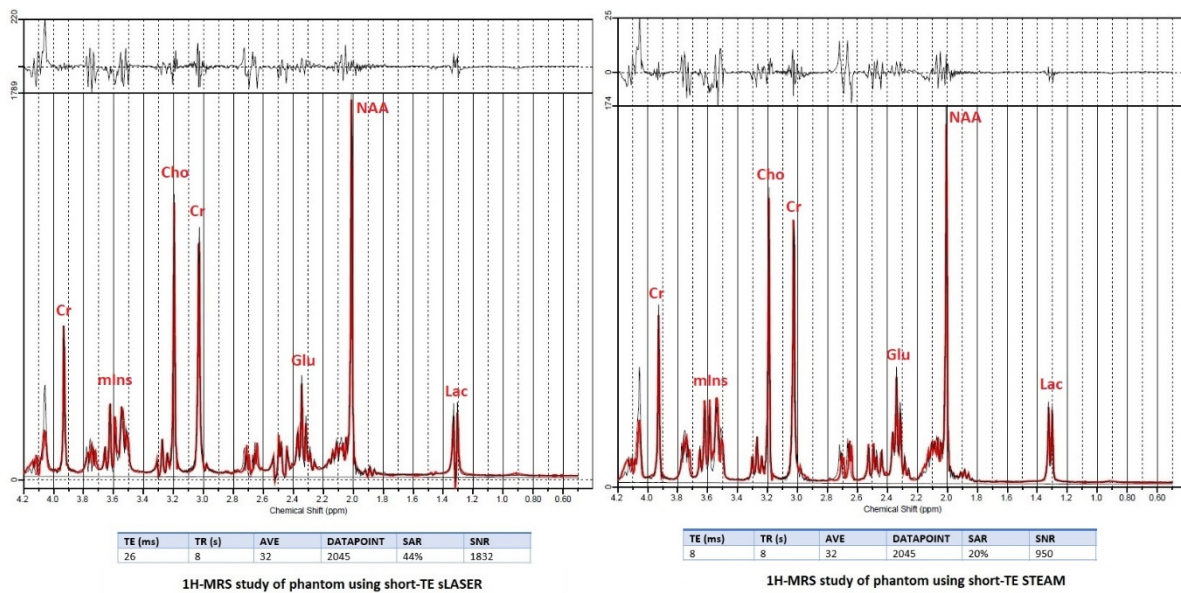 220
1789
NAA
Cho
Cr
Cr
mIns
Glu
Lac
0
4.2 4.0 3.8 3.6 3.4 3.2 3.0 2.8 2.6 2.4 2.2 2.0 1.8 1.6 1.4 1.2 1.0 0.80 0.60
Chemical Shift (ppm)
TE (ms) TR (s) AVE DATAPOINT SAR SNR
26 8 32 2045 44% 1832
1H-MRS study of phantom using short-TE sLASER
25
0
174
NAA
Cho
Cr
Cr
mIns
Glu
Lac
0
4.2 4.0 3.8 3.6 3.4 3.2 3.0 2.8 2.6 2.4 2.2 2.0 1.8 1.6 1.4 1.2 1.0 0.80 0.60
Chemical Shift (ppm)
TE (ms) TR (s) AVE DATAPOINT SAR SNR
8 8 32 2045 20% 950
1H-MRS study of phantom using short-TE STEAM